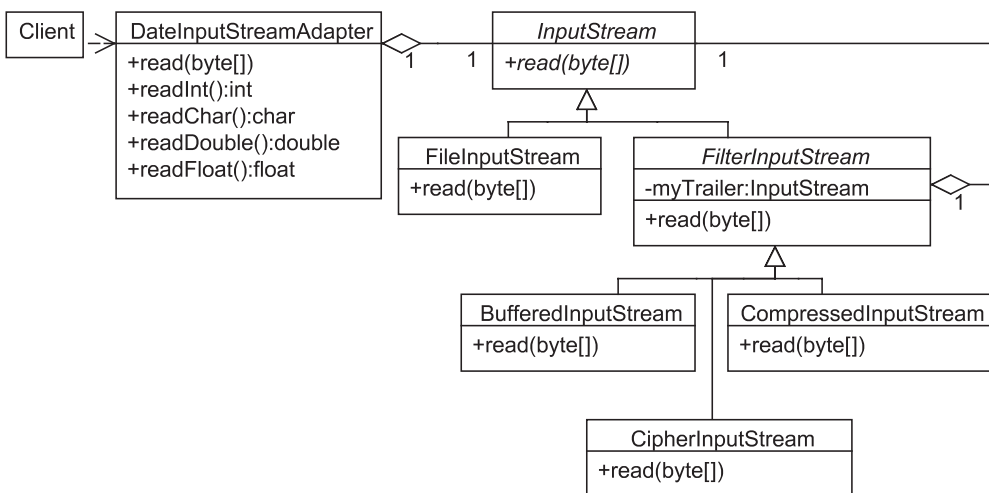 Client
DateInputStreamAdapter
+read(byte[])
+readInt():int
+readChar():char
+readDouble():double
+readFloat():float
1
1
InputStream
+read(byte[])
1
FileInputStream
+read(byte[])
FilterInputStream
-myTrailer:InputStream
+read(byte[])
1
BufferedInputStream
+read(byte[])
CompressedInputStream
+read(byte[])
CipherInputStream
+read(byte[])